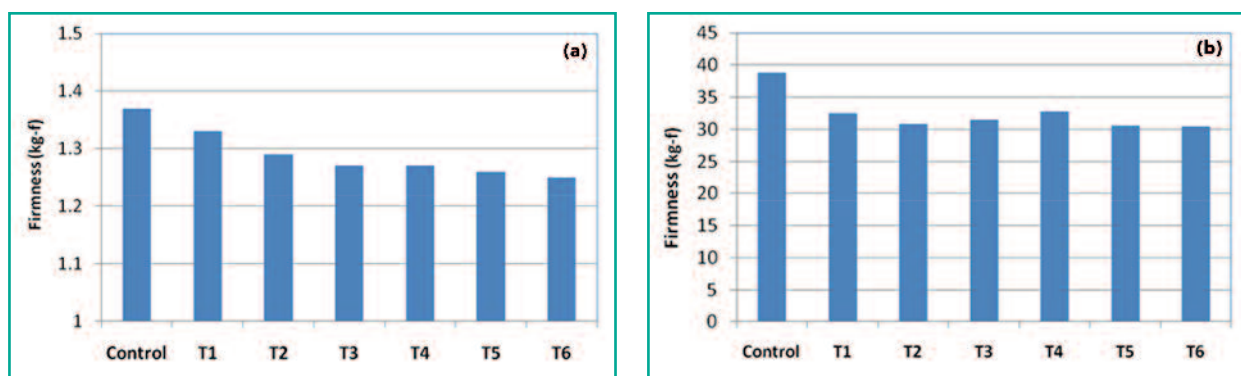 (a)
1.5
1.4
1.3
1.2
1.1
1
Firmness (kg-f)
Control T1 T2 T3 T4 T5 T6
(b)
45
40
35
30
25
20
15
10
5
0
Firmness (kg-f)
Control T1 T2 T3 T4 T5 T6